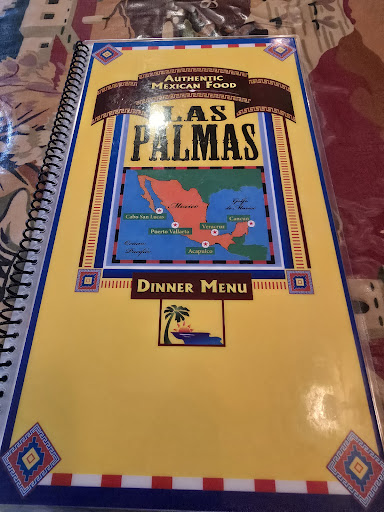 AUTHENTIC
MEXICAN FOOD
LAS
PALMAS
Mexico
Golfo
de Mexico
Cabo San Lucas
Cancun
Puerto Vallarta
Veracruz
Acapulco
Oceano
Pacifico
DINNER MENU